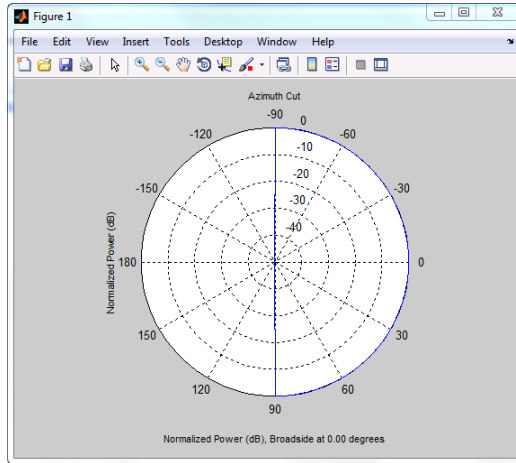 Figure 1
File Edit View Insert Tools Desktop Window Help
Azimuth Cut
-90 0
-120 -60
-10
-20
-150 -30
-30
-40
Normalized Power (dB)
180 0
150 30
120 60
90
Normalized Power (dB), Broadside at 0.00 degrees